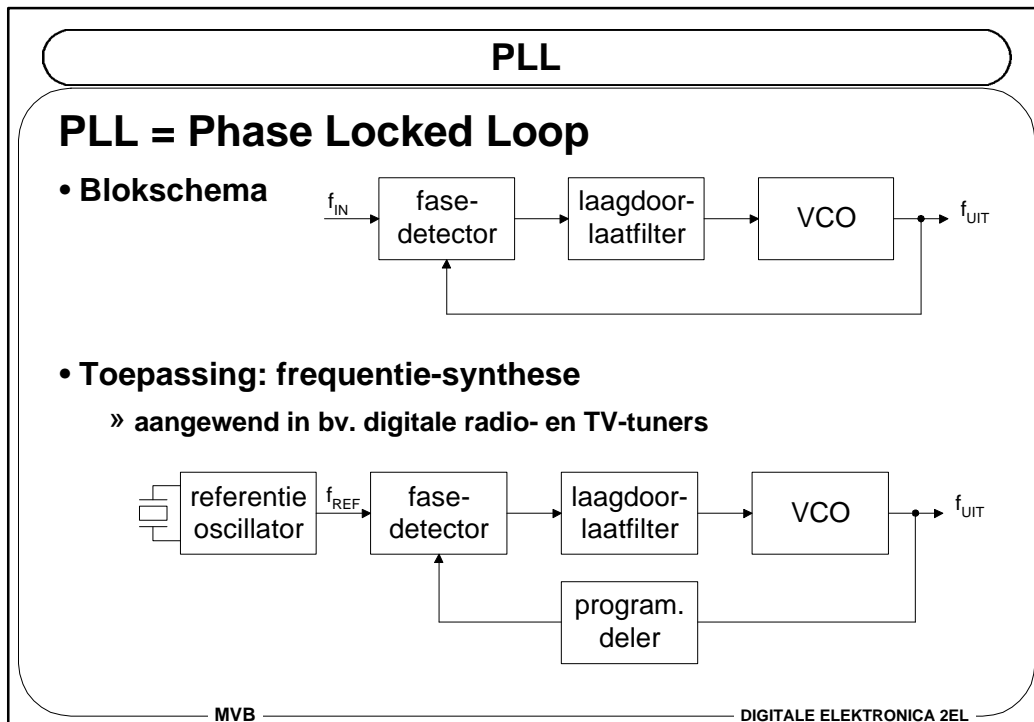 PLL
PLL = Phase Locked Loop
• Blokschema
f_IN
fase-
detector
laagdoor-
laatfilter
VCO
f_UIT
• Toepassing: frequentie-synthese
» aangewend in bv. digitale radio- en TV-tuners
referentie
oscillator
f_REF
fase-
detector
laagdoor-
laatfilter
VCO
f_UIT
program.
deler
MVB
DIGITALE ELEKTRONICA 2EL